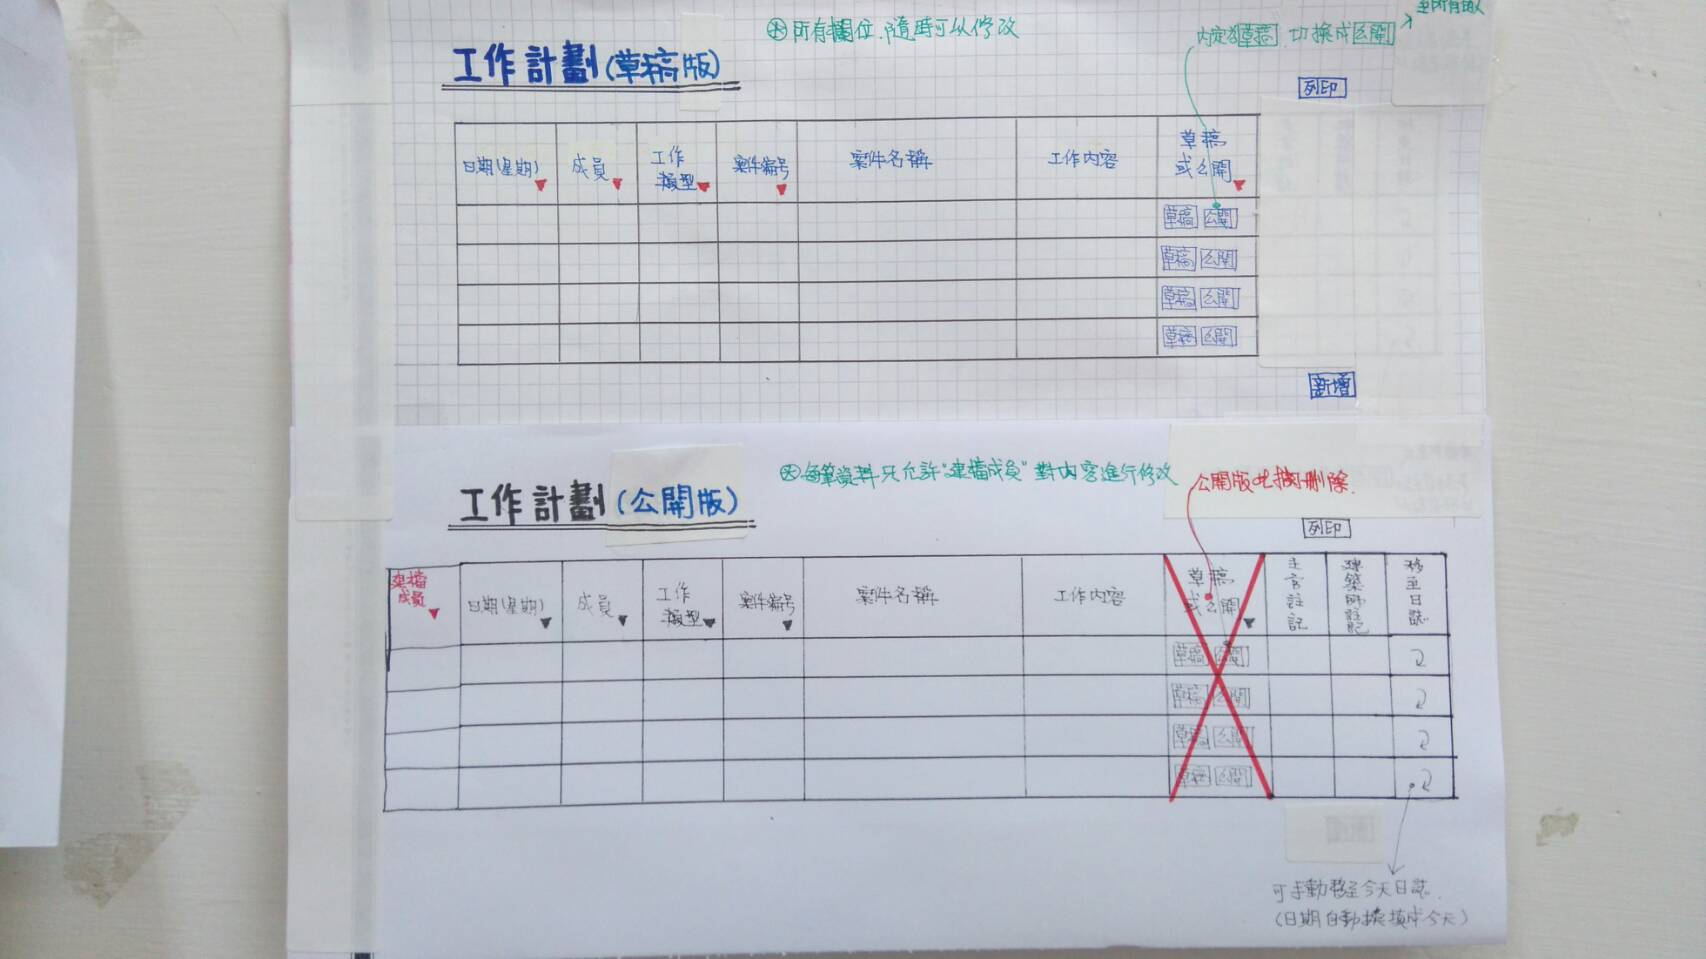 至所有的人
※所有欄位,隨時可以修改
內定為草稿,切換成公開
工作計劃(草稿版)
列印
日期(星期) 成員 工作類型 案件編号 案件名稱 工作內容 草稿或公開
草稿 公開
草稿 公開
草稿 公開
草稿 公開
新增
※每筆資料只允許"建檔成員"對內容進行修改
公開版此欄刪除.
工作計劃(公開版)
列印
建檔成員 日期(星期) 成員 工作類型 案件編号 案件名稱 工作內容 草稿或公開 主官註記 建築師註記 移至日誌
草稿 公開
草稿 公開
草稿 公開
草稿 公開
可手動移至今天日誌.
(日期自動換填成今天)